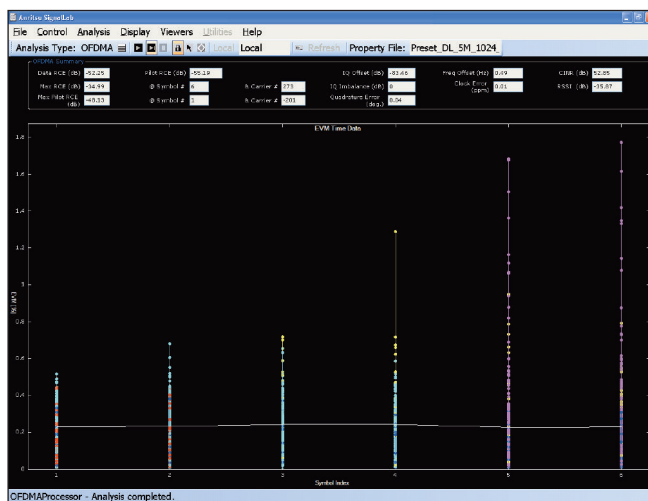 Anritsu SignalLab
File Control Analysis Display Viewers Utilities Help
Analysis Type: OFDMA Local Local Refresh Property File: Preset_DL_5M_1024_
OFDMA Summary
Data RCE (dB) -52.25 Pilot RCE (dB) -55.19 IQ Offset (dB) Freq Offset (Hz) 0.49 CINR (dB) 52.85
Max RCE (dB) -34.99 @ Symbol # 6 & Carrier # 273 IQ Imbalance (dB) 0 Clock Error (ppm) 0.01 RSSI (dB) -15.87
Max Pilot RCE (dB) -48.13 @ Symbol # 1 & Carrier # -201 Quadrature Error (deg.) 0.04
EVM Time Data
1.8
1.6
1.4
1.2
1
0.8
0.6
0.4
0.2
0
1 2 3 4 5 6
Symbol Index
OFDMAProcessor - Analysis completed.